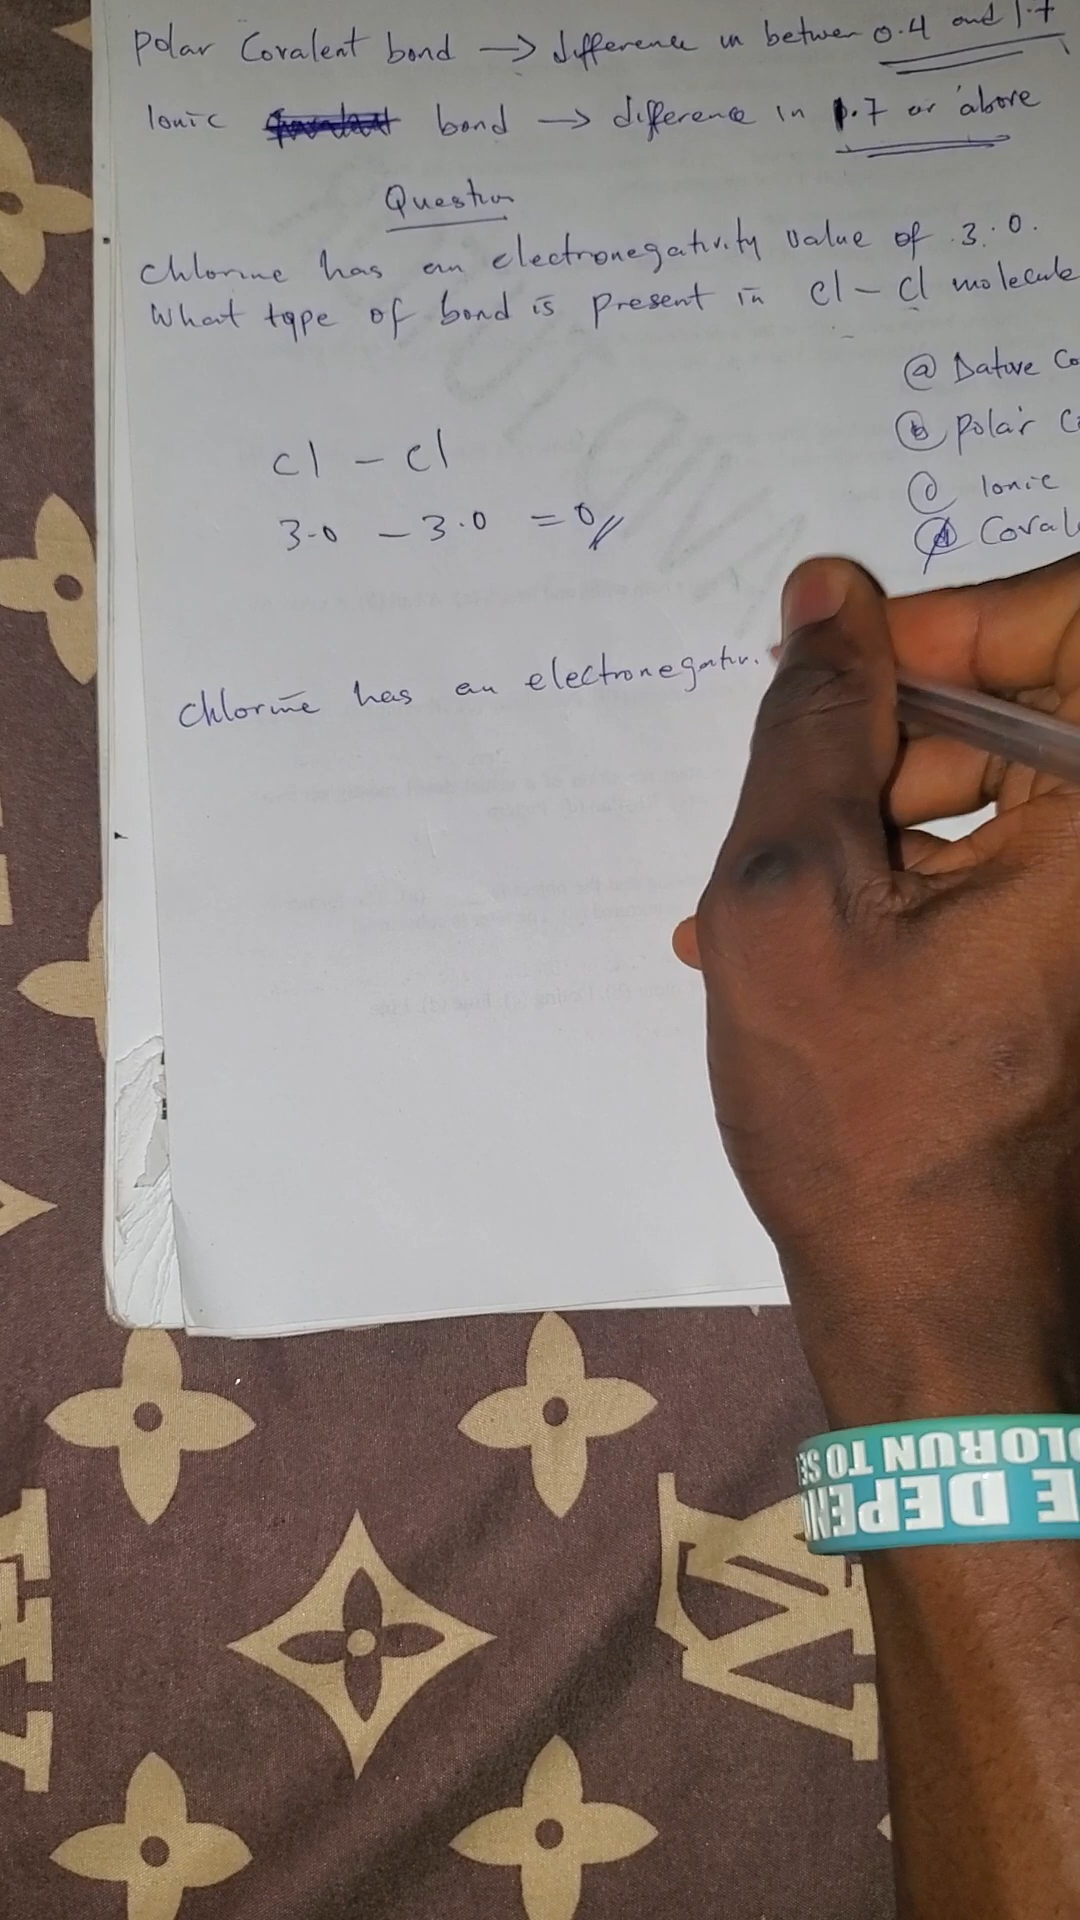 Polar Covalent bond → difference in between 0.4 and 1.7
Ionic bond → difference in 1.7 or above
Question
Chlorine has an electronegativity value of 3.0.
What type of bond is present in Cl - Cl molecule
(a) Dative Co
(b) Polar C
(c) Ionic
(d) Coval
Cl - Cl
3.0 - 3.0 = 0
Chlorine has an electronegativ
OLORUN TO SE
E DEPEN